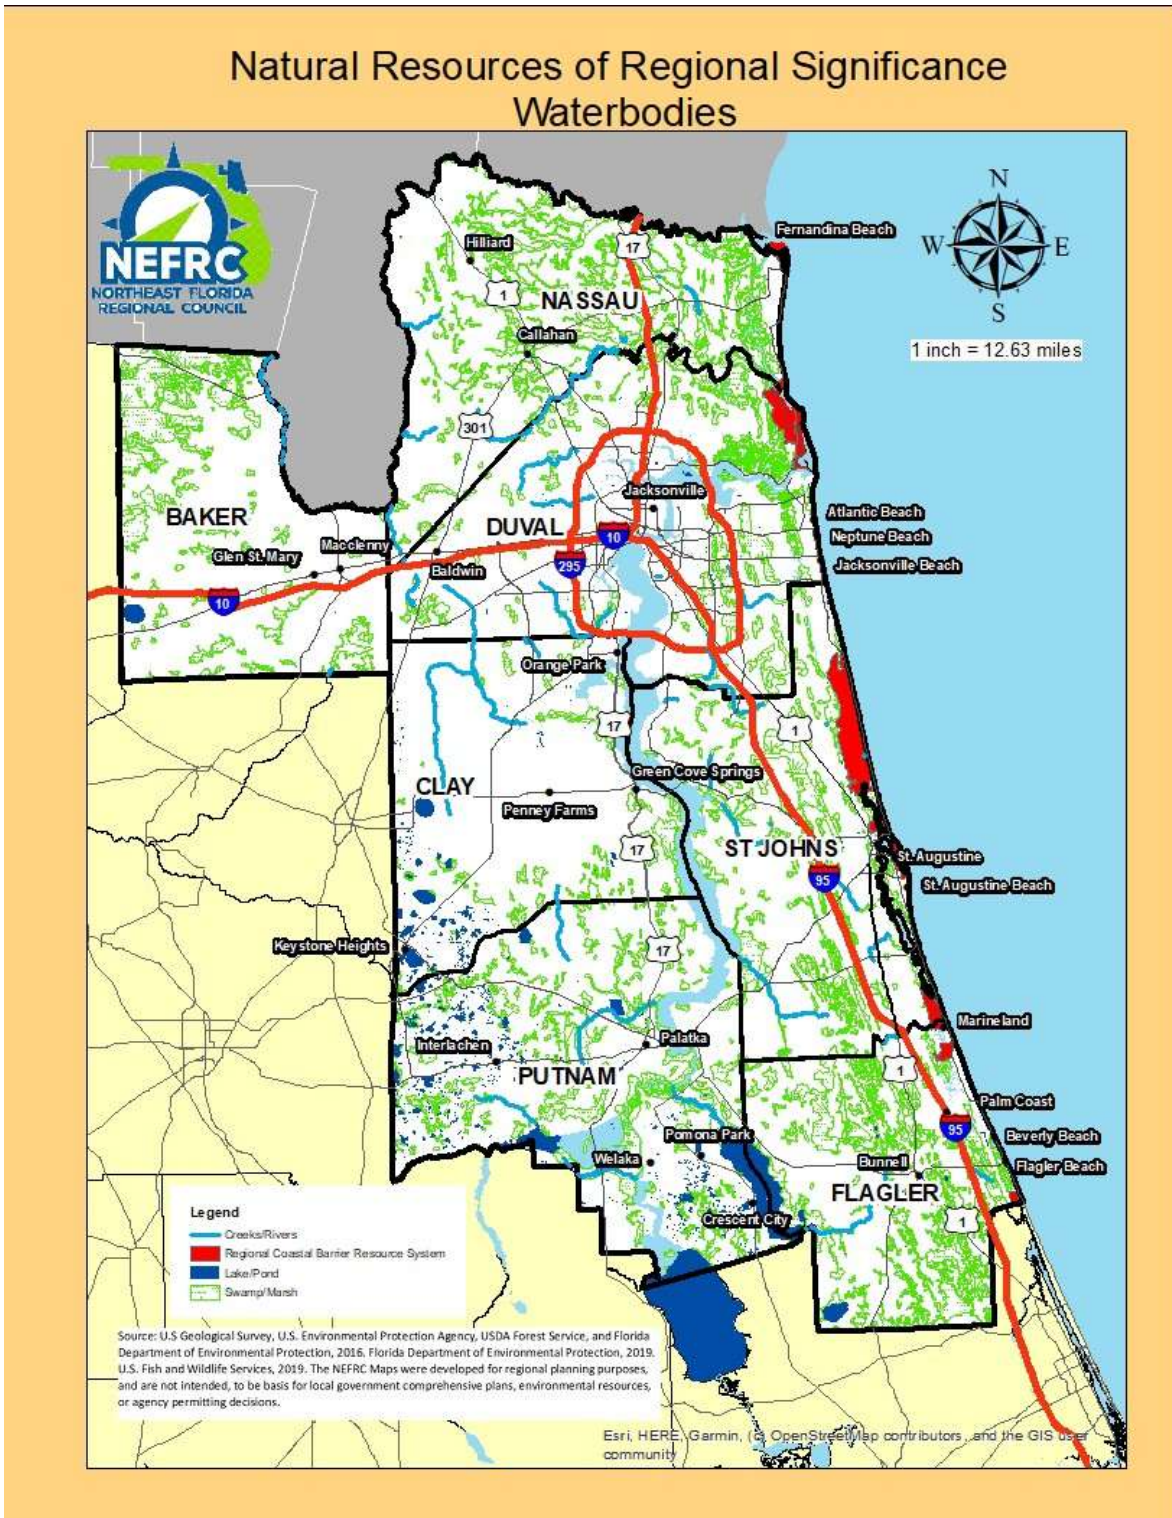 Natural Resources of Regional Significance
Waterbodies
NEFRC
NORTHEAST FLORIDA
REGIONAL COUNCIL
N
W
E
S
1 inch = 12.63 miles
Fernandina Beach
Hilliard
17
1
NASSAU
Callahan
301
Jacksonville
Atlantic Beach
BAKER
DUVAL
10
Neptune Beach
Macclenny
Glen St. Mary
Baldwin
295
Jacksonville Beach
10
Orange Park
17
1
Green Cove Springs
CLAY
Penney Farms
17
ST JOHNS
St. Augustine
95
St. Augustine Beach
Keystone Heights
17
Marineland
Interlachen
Palatka
PUTNAM
1
Palm Coast
95
Pomona Park
Beverly Beach
Welaka
Bunnell
Flagler Beach
FLAGLER
Crescent City
1
Legend
Creeks/Rivers
Regional Coastal Barrier Resource System
Lake/Pond
Swamp/Marsh
Source: U.S Geological Survey, U.S. Environmental Protection Agency, USDA Forest Service, and Florida
Department of Environmental Protection, 2016. Florida Department of Environmental Protection, 2019.
U.S. Fish and Wildlife Services, 2019. The NEFRC Maps were developed for regional planning purposes,
and are not intended, to be basis for local government comprehensive plans, environmental resources,
or agency permitting decisions.
Esri, HERE, Garmin, (c) OpenStreetMap contributors, and the GIS user
community